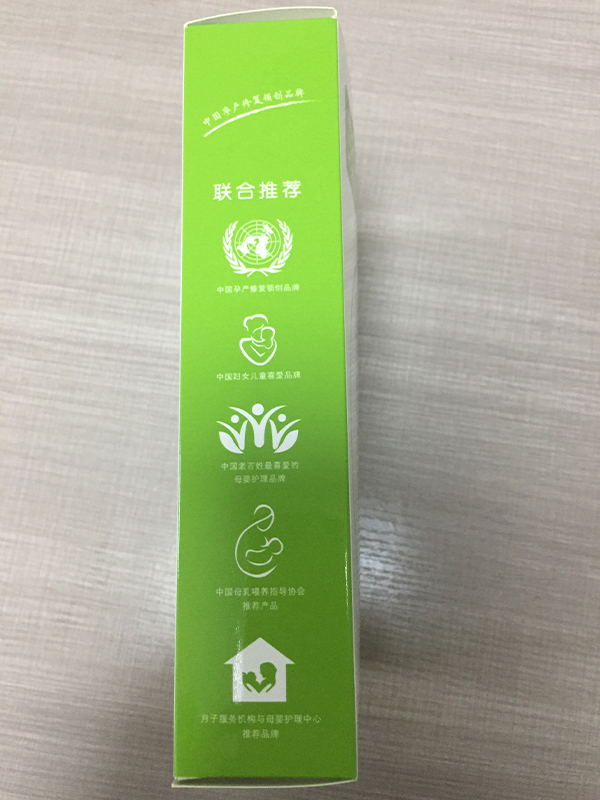 中国孕产修复领创品牌
联合推荐
中国孕产修复领创品牌
中国妇女儿童喜爱品牌
中国老百姓最喜爱的
母婴护理品牌
中国母乳喂养指导协会
推荐产品
月子服务机构与母婴护理中心
推荐品牌